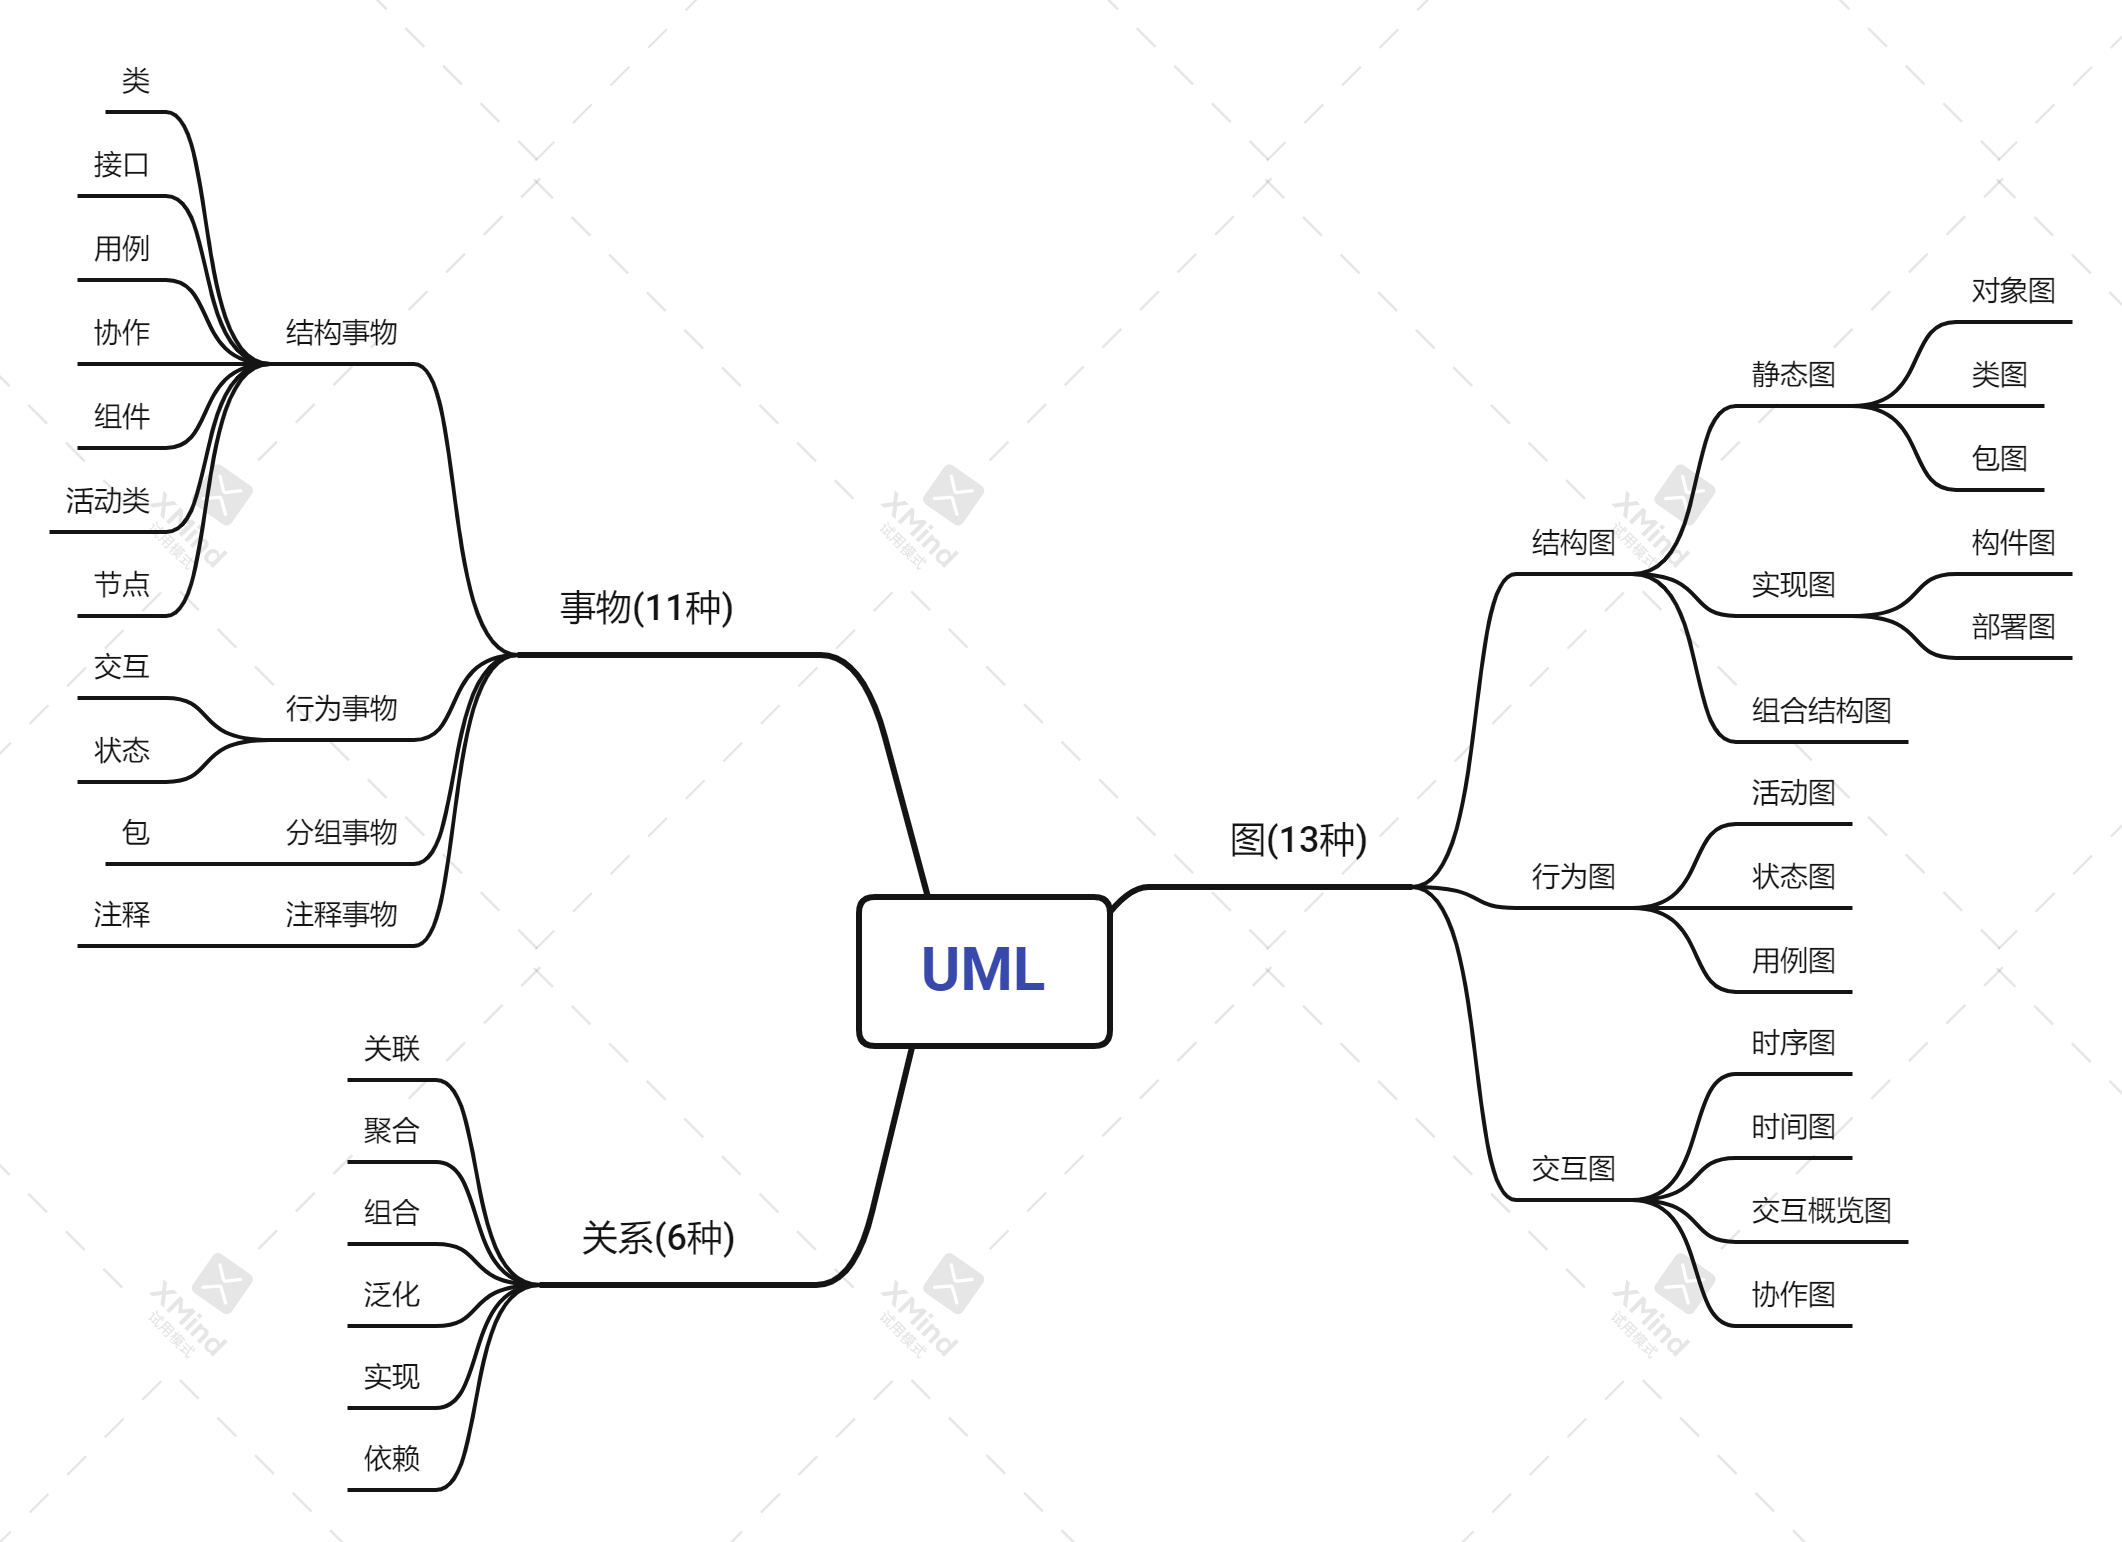 UML
事物(11种)
结构事物
类
接口
用例
协作
组件
活动类
节点
行为事物
交互
状态
分组事物
包
注释事物
注释
关系(6种)
关联
聚合
组合
泛化
实现
依赖
图(13种)
结构图
静态图
对象图
类图
包图
实现图
构件图
部署图
组合结构图
行为图
活动图
状态图
用例图
交互图
时序图
时间图
交互概览图
协作图
XMind
试用模式
XMind
试用模式
XMind
试用模式
XMind
试用模式
XMind
试用模式
XMind
试用模式